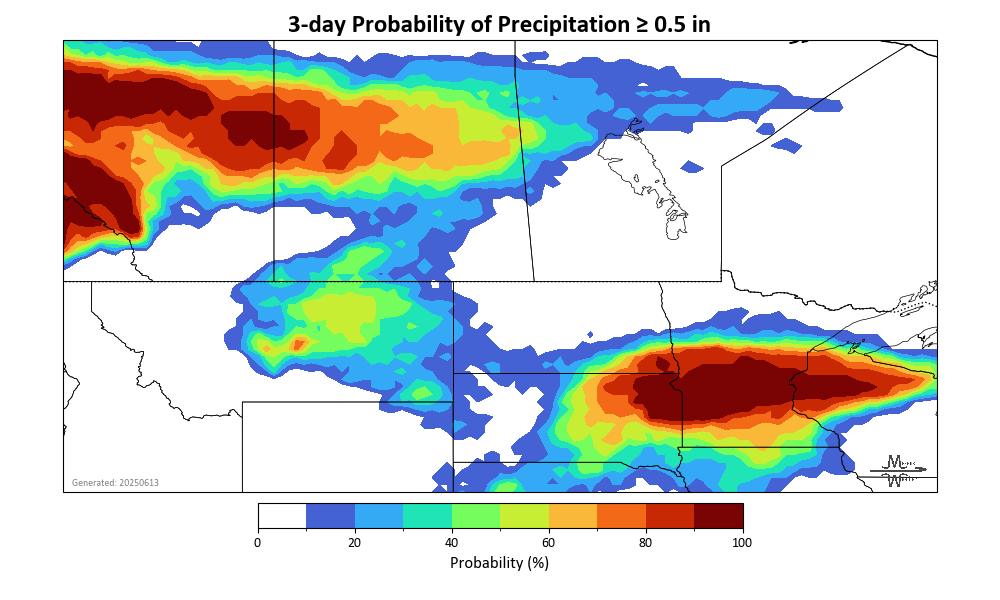 3-day Probability of Precipitation ≥ 0.5 in
Generated: 20250613
0 20 40 60 80 100
Probability (%)